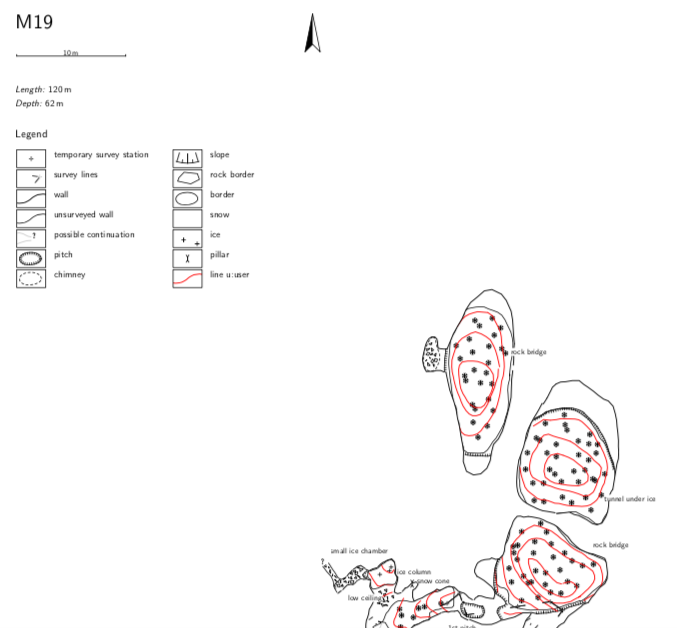 M19
10 m
Length: 120 m
Depth: 62 m
Legend
temporary survey station
slope
survey lines
rock border
wall
border
unsurveyed wall
snow
possible continuation
ice
?
pitch
pillar
chimney
line u:user
rock bridge
tunnel under ice
rock bridge
small ice chamber
ice column
snow cone
low ceiling
1st pitch